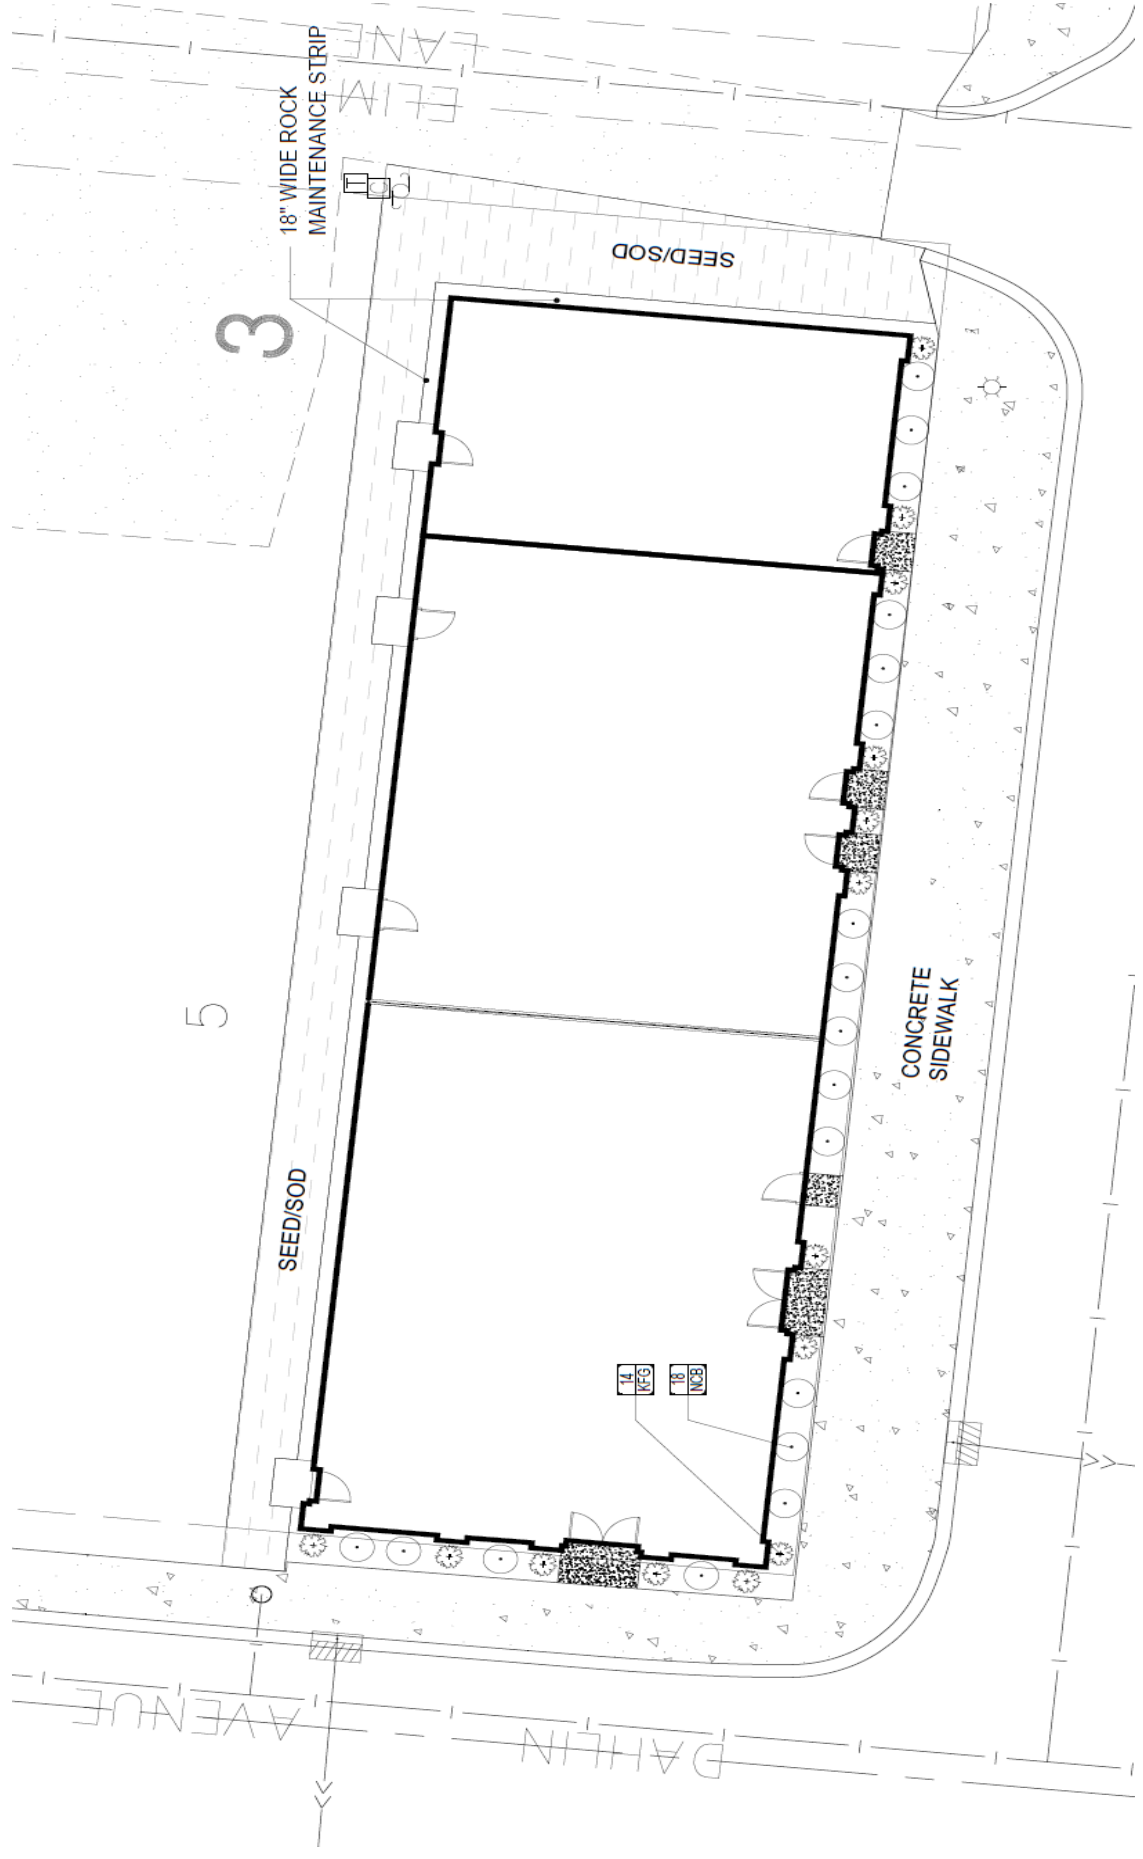 ELIM
LANE
18" WIDE ROCK
MAINTENANCE STRIP
T
C
3
SEED/SOD
5
SEED/SOD
CONCRETE
SIDEWALK
14
KFG
18
NCB
DAHLIN
AVENUE